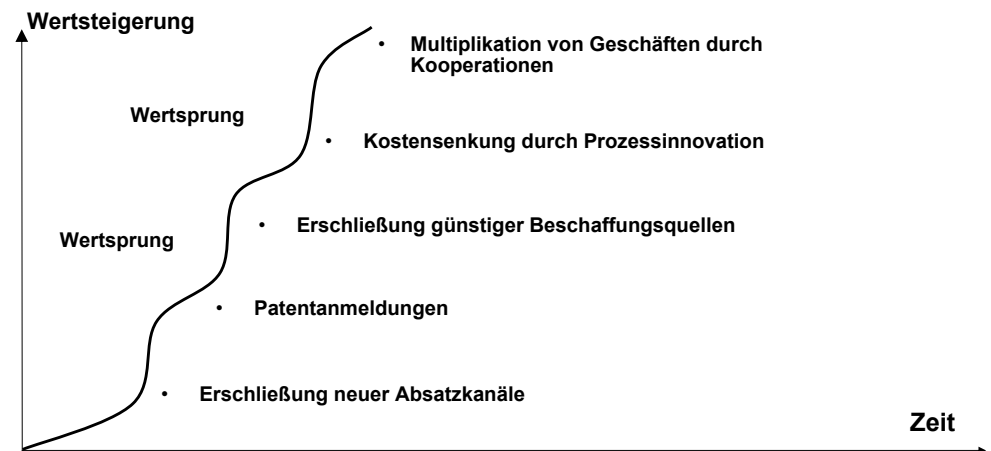 Wertsteigerung
• Multiplikation von Geschäften durch
Kooperationen
Wertsprung
• Kostensenkung durch Prozessinnovation
• Erschließung günstiger Beschaffungsquellen
Wertsprung
• Patentanmeldungen
• Erschließung neuer Absatzkanäle
Zeit